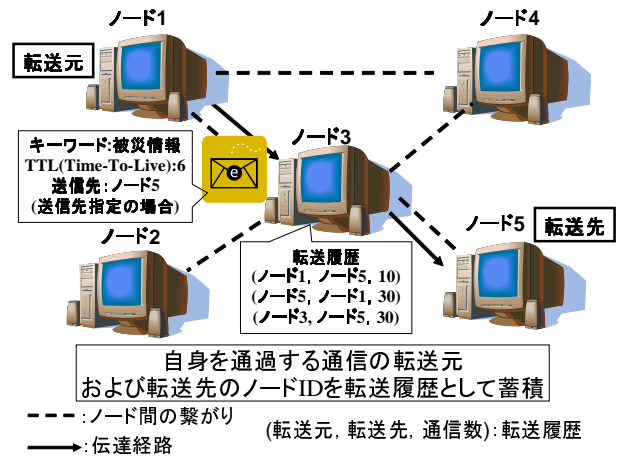 ノード1
ノード4
転送元
ノード3
キーワード:被災情報
TTL(Time-To-Live):6
送信先:ノード5
(送信先指定の場合)
e
ノード2
ノード5
転送先
転送履歴
(ノード1, ノード5, 10)
(ノード5, ノード1, 30)
(ノード3, ノード5, 30)
自身を通過する通信の転送元
および転送先のノードIDを転送履歴として蓄積
:ノード間の繋がり
:伝達経路
(転送元, 転送先, 通信数):転送履歴